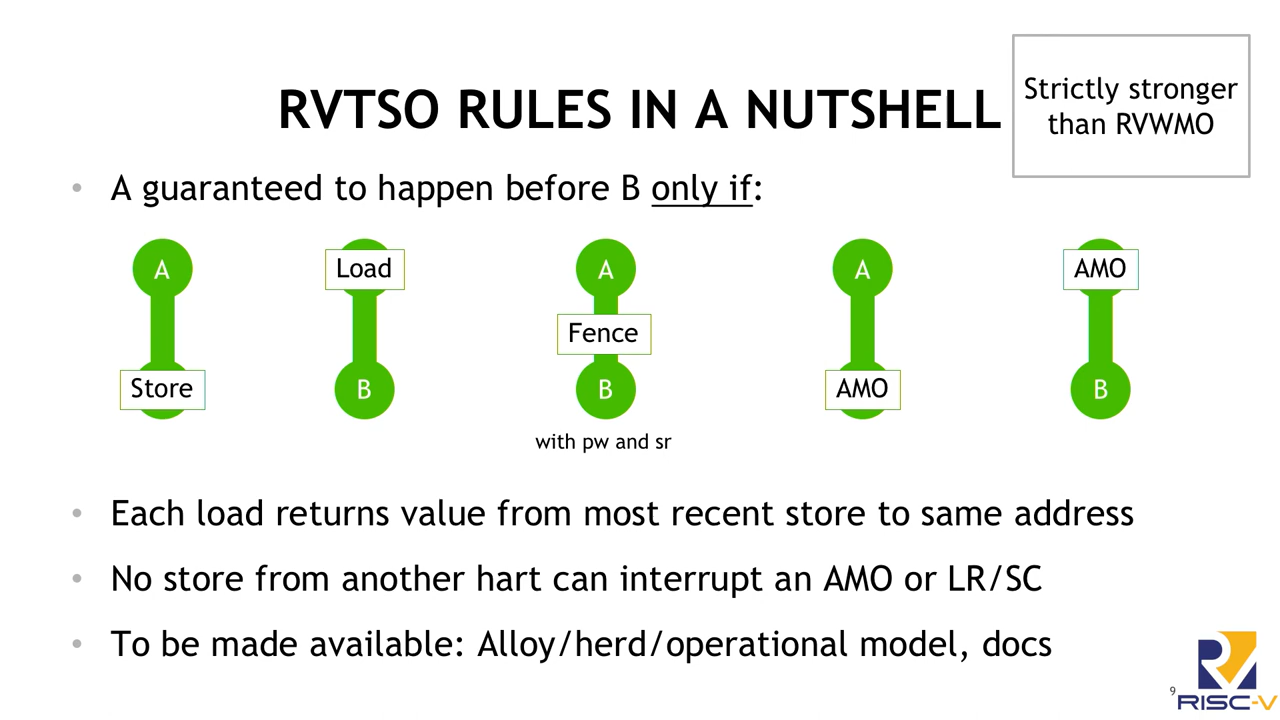 Strictly stronger
than RVWMO
RVTSO RULES IN A NUTSHELL
• A guaranteed to happen before B only if:
A
Load
A
A
AMO
Fence
Store
B
B
AMO
B
with pw and sr
• Each load returns value from most recent store to same address
• No store from another hart can interrupt an AMO or LR/SC
• To be made available: Alloy/herd/operational model, docs
9
RISC-V